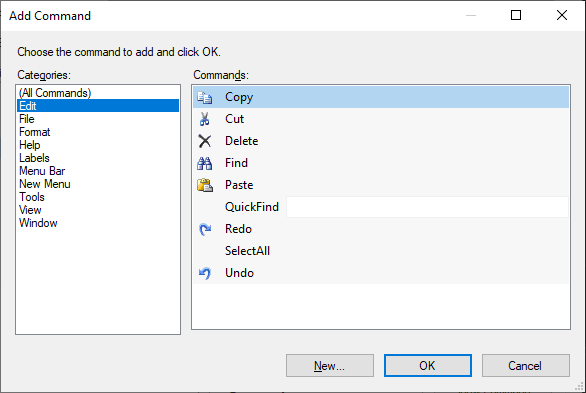 Add Command
Choose the command to add and click OK.
Categories:
(All Commands)
Edit
File
Format
Help
Labels
Menu Bar
New Menu
Tools
View
Window
Commands:
Copy
Cut
Delete
Find
Paste
QuickFind
Redo
SelectAll
Undo
New...
OK
Cancel